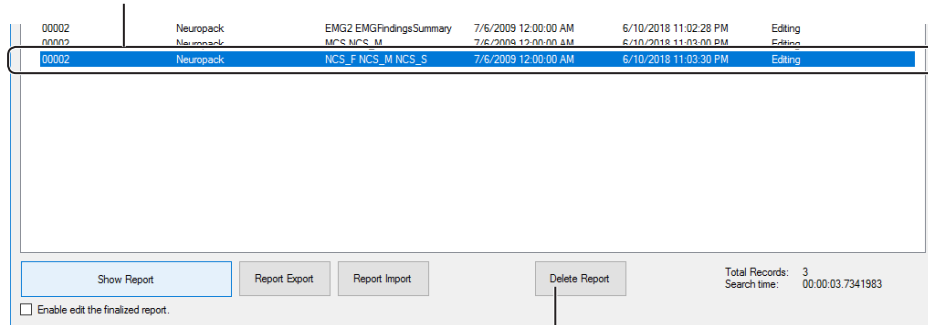 00002 Neuropack EMG2 EMGFindingsSummary 7/6/2009 12:00:00 AM 6/10/2018 11:02:28 PM Editing
00002 Neuropack MCS NCS_M 7/6/2009 12:00:00 AM 6/10/2018 11:03:00 PM Editing
00002 Neuropack NCS_F NCS_M NCS_S 7/6/2009 12:00:00 AM 6/10/2018 11:03:30 PM Editing
Show Report Report Export Report Import Delete Report Total Records: 3
Search time: 00:00:03.7341983
Enable edit the finalized report.